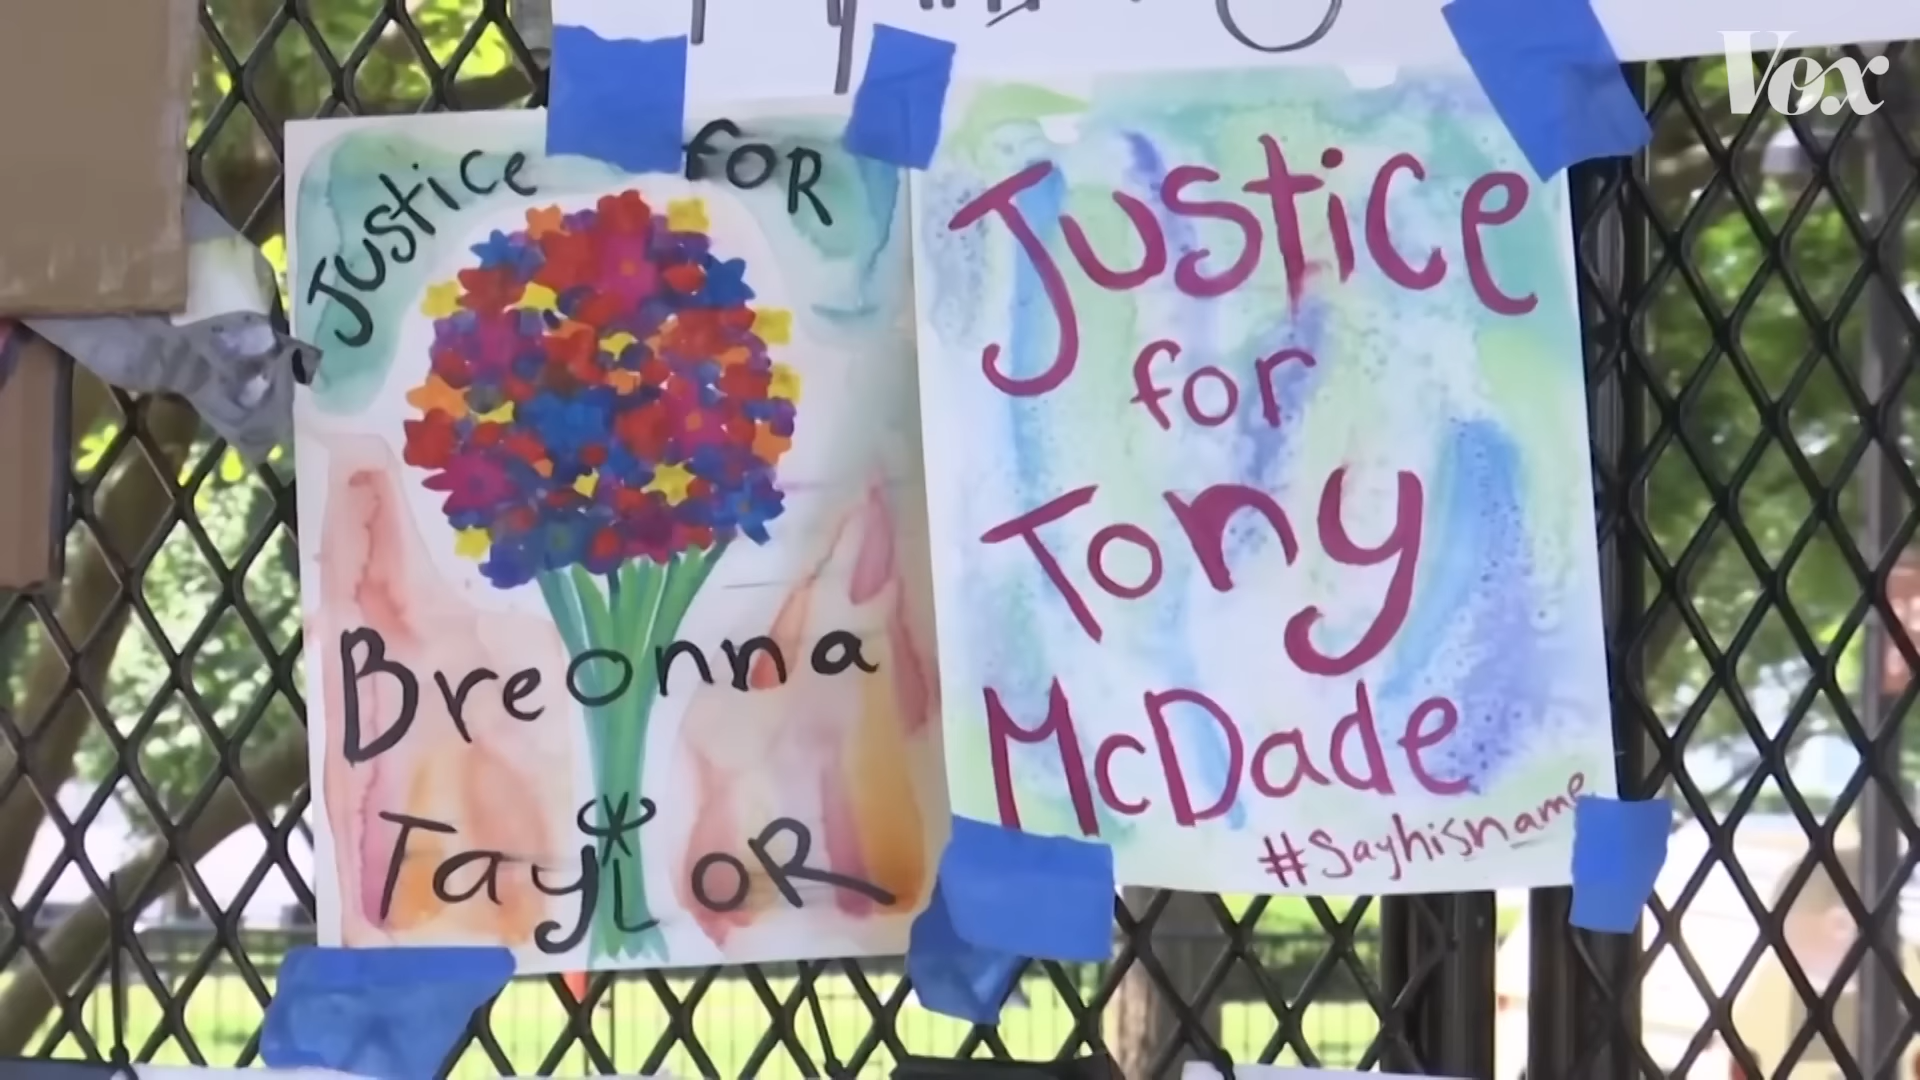 Justice for
Breonna
Taylor
Justice
for
Tony
McDade
#Sayhisname
Vox